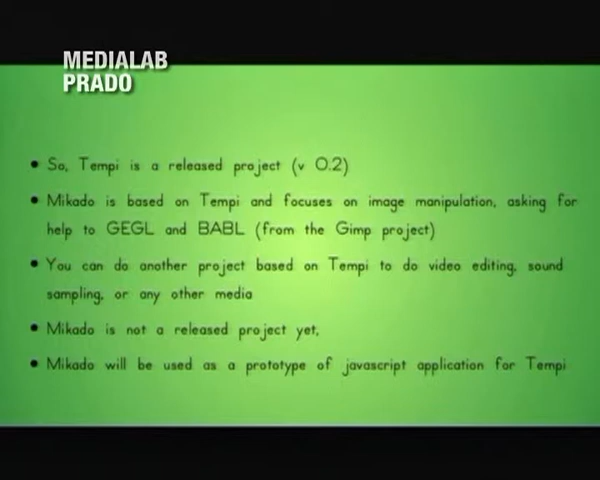 MEDIALAB
PRADO
• So, Tempi is a released project (v 0.2)
• Mikado is based on Tempi and focuses on image manipulation, asking for
help to GEGL and BABL (from the Gimp project)
• You can do another project based on Tempi to do video editing, sound
sampling, or any other media
• Mikado is not a released project yet,
• Mikado will be used as a prototype of javascript application for Tempi